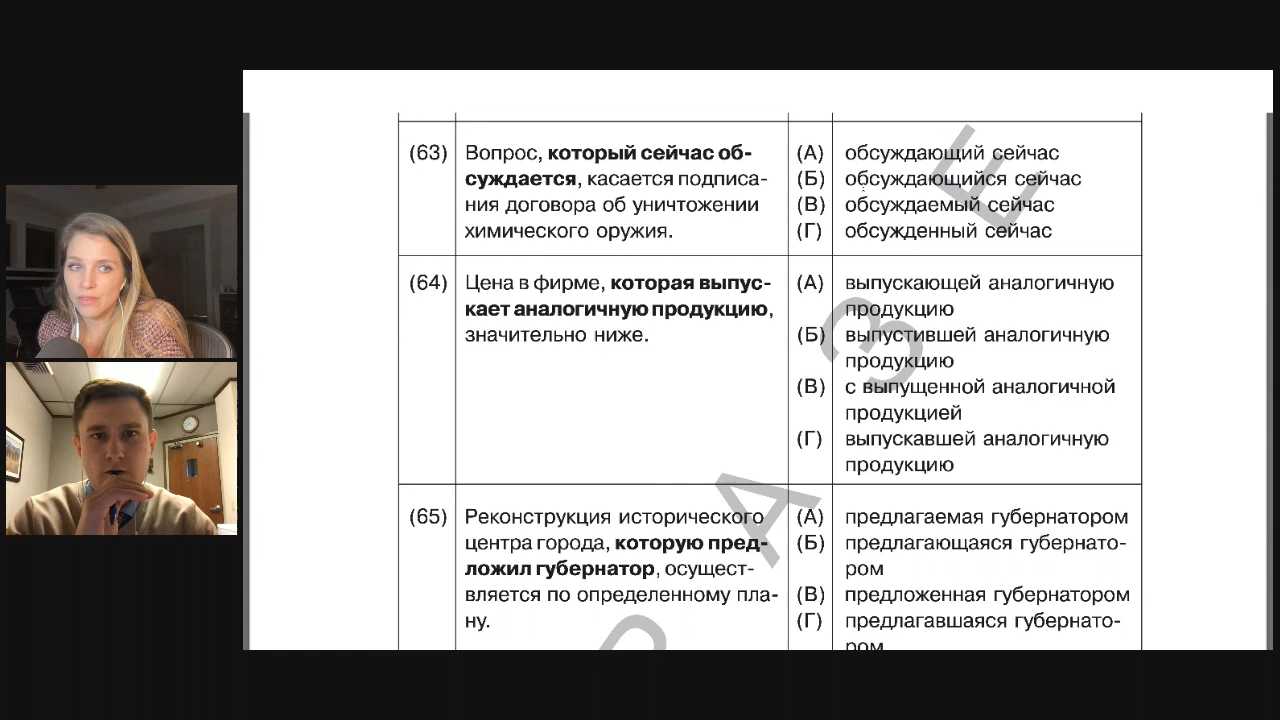 (63) Вопрос, который сейчас об- (А) обсуждающий сейчас
суждается, касается подписа- (Б) обсуждающийся сейчас
ния договора об уничтожении (В) обсуждаемый сейчас
химического оружия. (Г) обсужденный сейчас
(64) Цена в фирме, которая выпус- (А) выпускающей аналогичную
кает аналогичную продукцию, продукцию
значительно ниже. (Б) выпустившей аналогичную
продукцию
(В) с выпущенной аналогичной
продукцией
(Г) выпускавшей аналогичную
продукцию
(65) Реконструкция исторического (А) предлагаемая губернатором
центра города, которую пред- (Б) предлагающаяся губернато-
ложил губернатор, осущест- ром
вляется по определенному пла- (В) предложенная губернатором
ну. (Г) предлагавшаяся губернато-
ром
Р А З Е